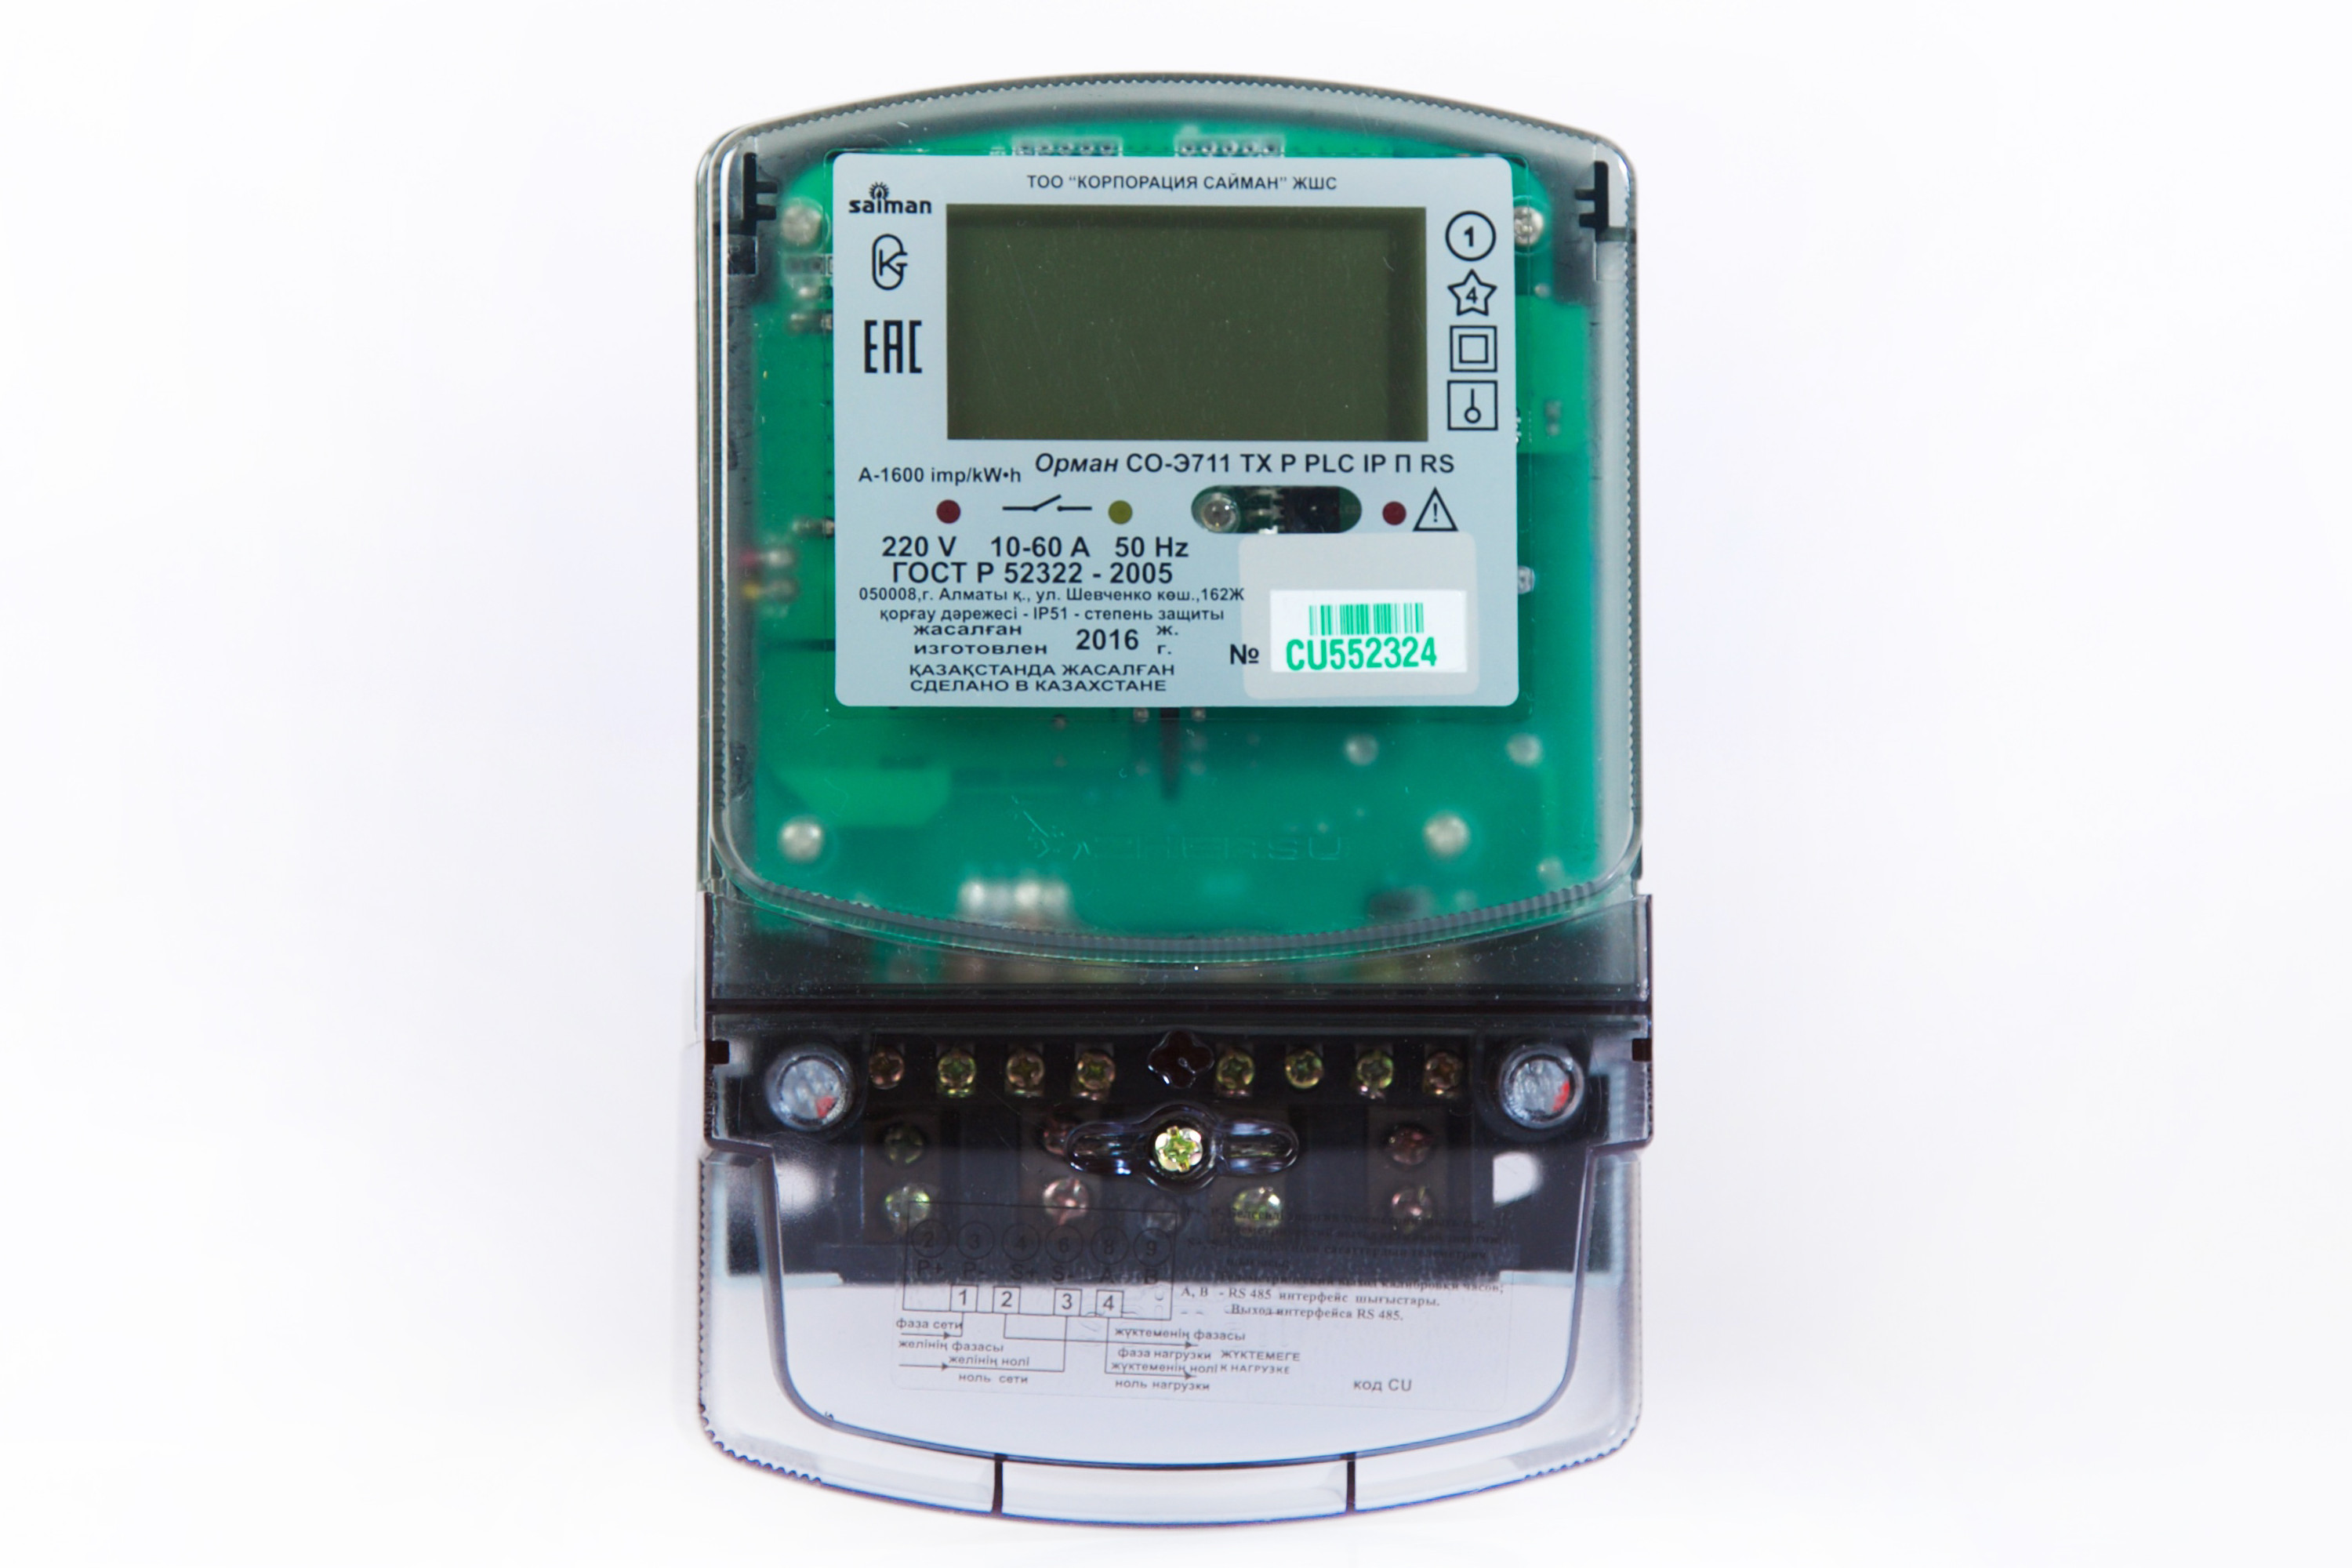 ТОО “КОРПОРАЦИЯ САЙМАН” ЖШС
saiman
1
4
EAC
Орман СО-Э711 ТХ Р PLC IP П RS
A-1600 imp/kW•h
220 V 10-60 A 50 Hz
ГОСТ Р 52322 - 2005
050008,г. Алматы қ., ул. Шевченко көш.,162Ж
қорғау дәрежесі - IP51 - степень защиты
жасалған 2016 ж.
изготовлен г.
№ CU552324
ҚАЗАҚСТАНДА ЖАСАЛҒАН
СДЕЛАНО В КАЗАХСТАНЕ
2 3 4 6 8 9
P+ P- S+ S- A B
1 2 3 4
A, B - RS 485 интерфейс шығыстары.
Выход интерфейса RS 485.
фаза сети
желінің фазасы
желінің нолі
ноль сети
жүктеменің фазасы
фаза нагрузки ЖҮКТЕМЕГЕ
жүктеменің нолі К НАГРУЗКЕ
ноль нагрузки
код CU